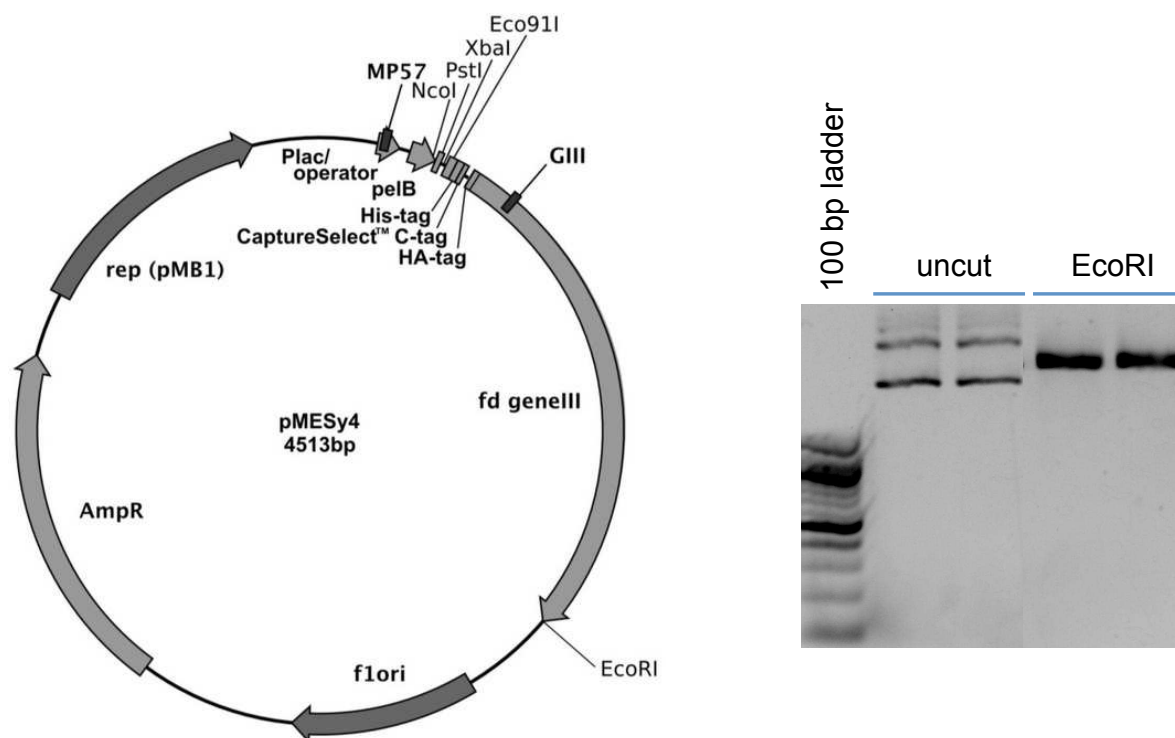 Eco91I
XbaI
PstI
MP57
NcoI
GIII
Plac/
operator
pelB
His-tag
CaptureSelect™ C-tag
HA-tag
rep (pMB1)
fd geneIII
pMESy4
4513bp
AmpR
EcoRI
f1ori
100 bp ladder
uncut
EcoRI